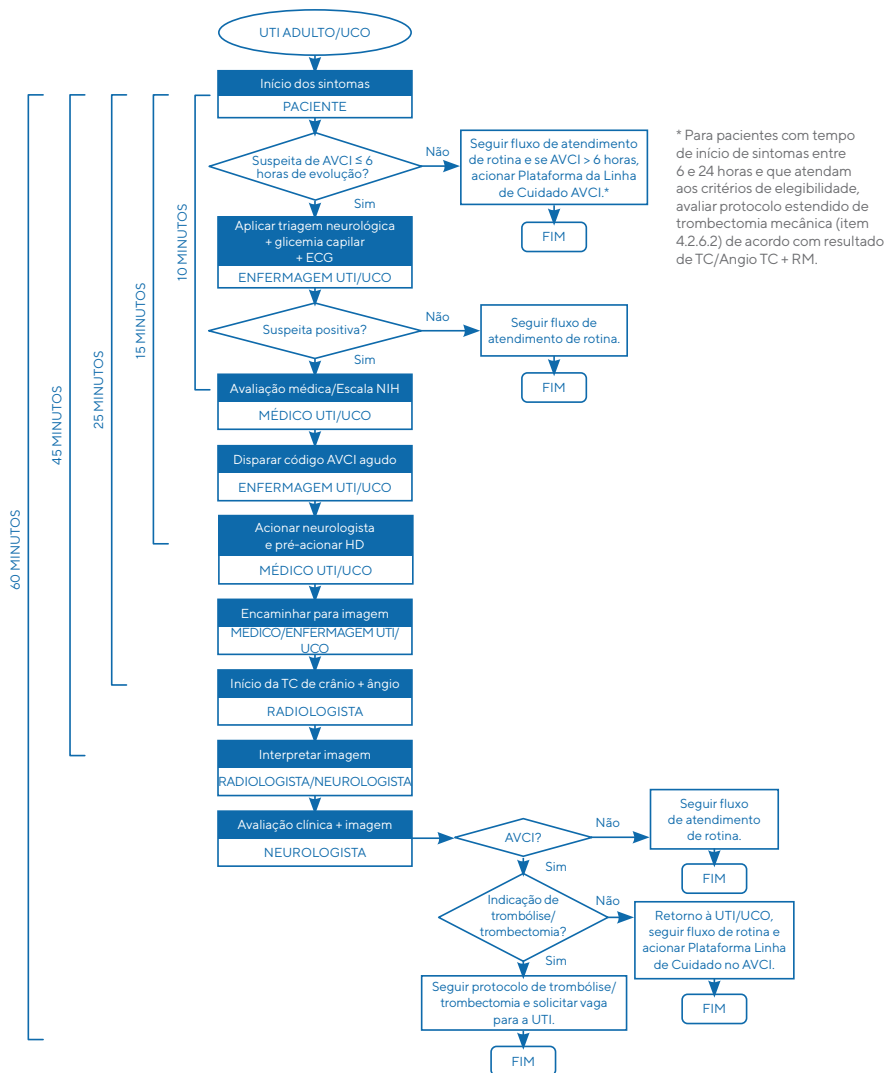 UTI ADULTO/UCO
Início dos sintomas
PACIENTE
Suspeita de AVCI ≤ 6
horas de evolução?
Não
Seguir fluxo de atendimento
de rotina e se AVCI > 6 horas,
acionar Plataforma da Linha
de Cuidado AVCI.*
FIM
* Para pacientes com tempo
de início de sintomas entre
6 e 24 horas e que atendam
aos critérios de elegibilidade,
avaliar protocolo estendido de
trombectomia mecânica (item
4.2.6.2) de acordo com resultado
de TC/Angio TC + RM.
Sim
Aplicar triagem neurológica
+ glicemia capilar
+ ECG
ENFERMAGEM UTI/UCO
Suspeita positiva?
Não
Seguir fluxo de
atendimento de rotina.
FIM
Sim
Avaliação médica/Escala NIH
MÉDICO UTI/UCO
Disparar código AVCI agudo
ENFERMAGEM UTI/UCO
Acionar neurologista
e pré-acionar HD
MÉDICO UTI/UCO
Encaminhar para imagem
MEDICO/ENFERMAGEM UTI/
UCO
Início da TC de crânio + ângio
RADIOLOGISTA
Interpretar imagem
RADIOLOGISTA/NEUROLOGISTA
Avaliação clínica + imagem
NEUROLOGISTA
AVCI?
Não
Seguir fluxo
de atendimento
de rotina.
FIM
Sim
Indicação de
trombólise/
trombectomia?
Não
Retorno à UTI/UCO,
seguir fluxo de rotina e
acionar Plataforma Linha
de Cuidado no AVCI.
FIM
Sim
Seguir protocolo de trombólise/
trombectomia e solicitar vaga
para a UTI.
FIM
10 MINUTOS
15 MINUTOS
25 MINUTOS
45 MINUTOS
60 MINUTOS